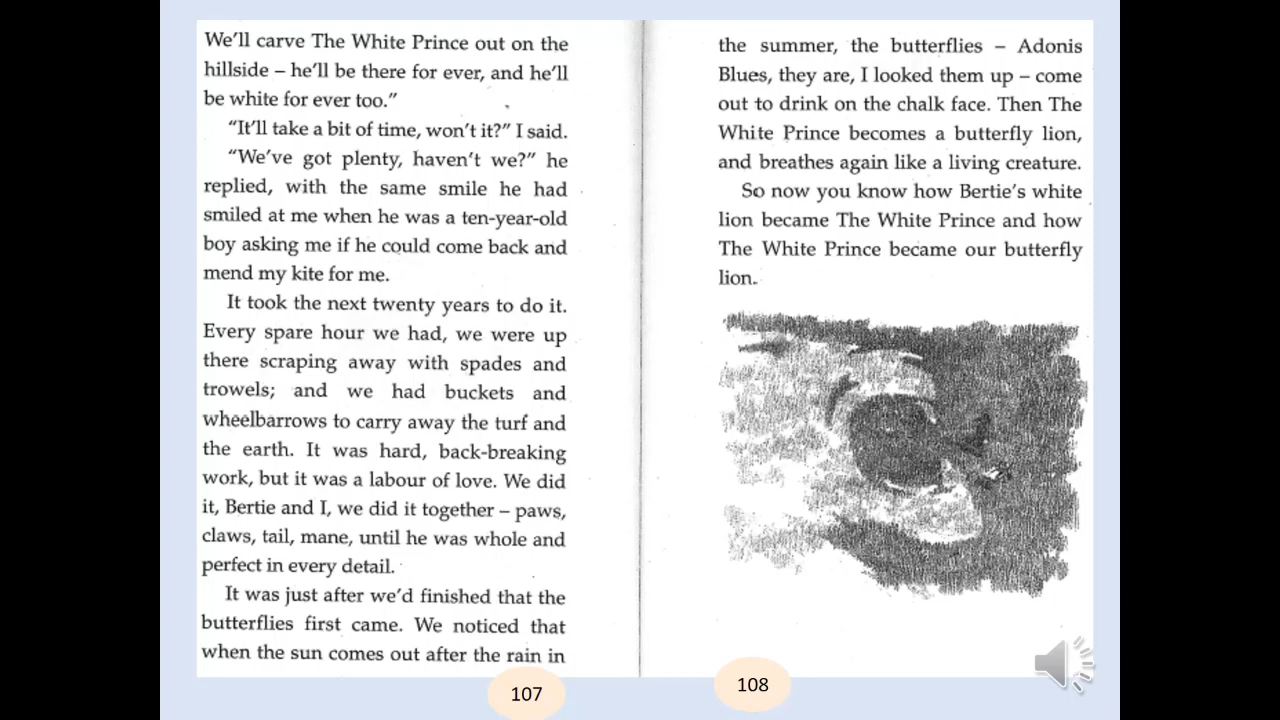 We'll carve The White Prince out on the
hillside – he'll be there for ever, and he'll
be white for ever too."
"It'll take a bit of time, won't it?" I said.
"We've got plenty, haven't we?" he
replied, with the same smile he had
smiled at me when he was a ten-year-old
boy asking me if he could come back and
mend my kite for me.
It took the next twenty years to do it.
Every spare hour we had, we were up
there scraping away with spades and
trowels; and we had buckets and
wheelbarrows to carry away the turf and
the earth. It was hard, back-breaking
work, but it was a labour of love. We did
it, Bertie and I, we did it together – paws,
claws, tail, mane, until he was whole and
perfect in every detail.
It was just after we'd finished that the
butterflies first came. We noticed that
when the sun comes out after the rain in
107
the summer, the butterflies – Adonis
Blues, they are, I looked them up – come
out to drink on the chalk face. Then The
White Prince becomes a butterfly lion,
and breathes again like a living creature.
So now you know how Bertie's white
lion became The White Prince and how
The White Prince became our butterfly
lion.
108